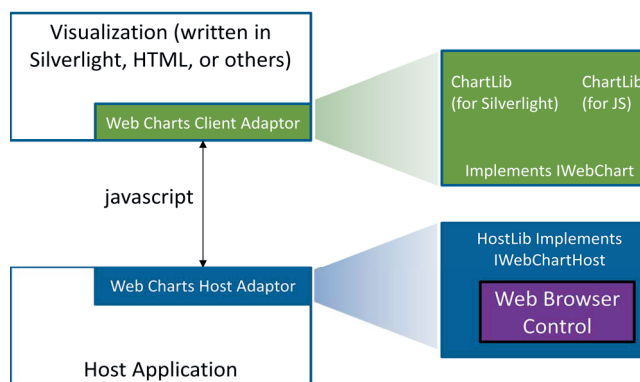 Visualization (written in
Silverlight, HTML, or others)
Web Charts Client Adaptor
javascript
Web Charts Host Adaptor
Host Application
ChartLib
(for Silverlight)
ChartLib
(for JS)
Implements IWebChart
HostLib Implements
IWebChartHost
Web Browser
Control